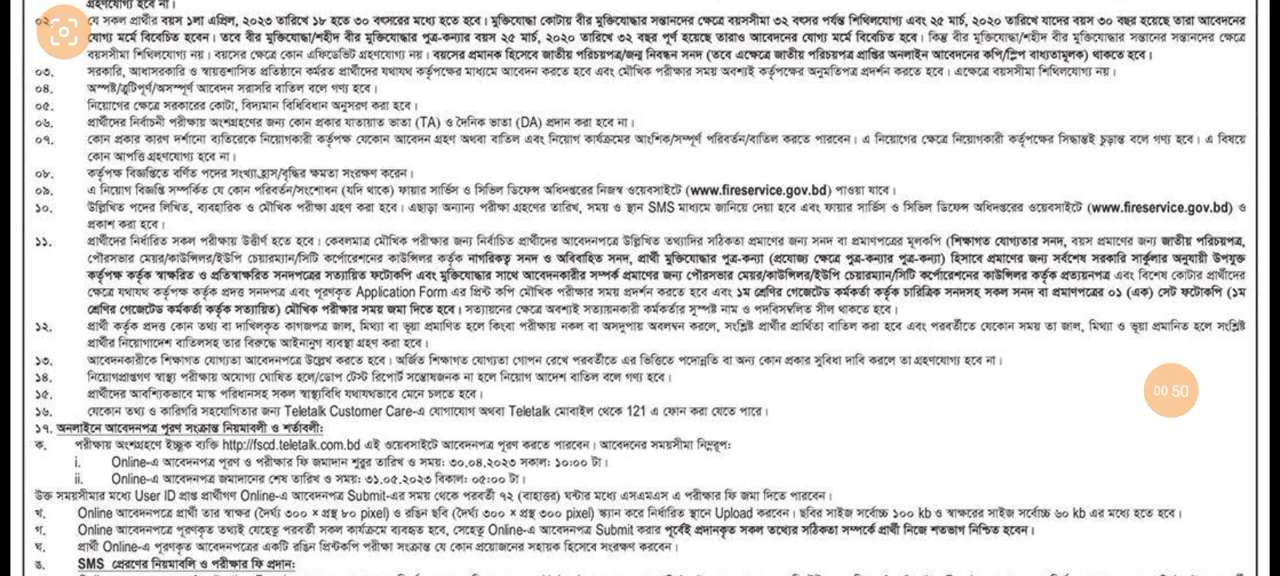 গ্রহণযোগ্য হবে না।
০২. যে সকল প্রার্থীর বয়স ১লা এপ্রিল, ২০২৩ তারিখে ১৮ হতে ৩০ বৎসরের মধ্যে হতে হবে। মুক্তিযোদ্ধা কোটায় বীর মুক্তিযোদ্ধার সন্তানদের ক্ষেত্রে বয়সসীমা ৩২ বৎসর পর্যন্ত শিথিলযোগ্য এবং ২৫ মার্চ, ২০২০ তারিখে যাদের বয়স ৩০ বছর হয়েছে তারা আবেদনের
যোগ্য মর্মে বিবেচিত হবেন। তবে বীর মুক্তিযোদ্ধা/শহীদ বীর মুক্তিযোদ্ধার পুত্র-কন্যার বয়স ২৫ মার্চ, ২০২০ তারিখে ৩২ বছর পূর্ণ হয়েছে তারাও আবেদনের যোগ্য মর্মে বিবেচিত হবে। কিন্তু বীর মুক্তিযোদ্ধা/শহীদ বীর মুক্তিযোদ্ধার সন্তানের সন্তানদের ক্ষেত্রে
বয়সসীমা শিথিলযোগ্য নয়। বয়সের ক্ষেত্রে কোন এফিডেভিট গ্রহণযোগ্য নয়। বয়সের প্রমানক হিসেবে জাতীয় পরিচয়পত্র/জন্ম নিবন্ধন সনদ (তবে এক্ষেত্রে জাতীয় পরিচয়পত্র প্রাপ্তির অনলাইন আবেদনের কপি/স্লিপ বাধ্যতামূলক) থাকতে হবে।
০৩. সরকারি, আধাসরকারি ও স্বায়ত্তশাসিত প্রতিষ্ঠানে কর্মরত প্রার্থীদের যথাযথ কর্তৃপক্ষের মাধ্যমে আবেদন করতে হবে এবং মৌখিক পরীক্ষার সময় অবশ্যই কর্তৃপক্ষের অনুমতিপত্র প্রদর্শন করতে হবে। এক্ষেত্রে বয়সসীমা শিথিলযোগ্য নয়।
০৪. অস্পষ্ট/ত্রুটিপূর্ণ/অসম্পূর্ণ আবেদন সরাসরি বাতিল বলে গণ্য হবে।
০৫. নিয়োগের ক্ষেত্রে সরকারের কোটা, বিদ্যমান বিধিবিধান অনুসরণ করা হবে।
০৬. প্রার্থীদের নির্বাচনী পরীক্ষায় অংশগ্রহণের জন্য কোন প্রকার যাতায়াত ভাতা (TA) ও দৈনিক ভাতা (DA) প্রদান করা হবে না।
০৭. কোন প্রকার কারণ দর্শানো ব্যতিরেকে নিয়োগকারী কর্তৃপক্ষ যেকোন আবেদন গ্রহণ অথবা বাতিল এবং নিয়োগ কার্যক্রমের আংশিক/সম্পূর্ণ পরিবর্তন/বাতিল করতে পারবেন। এ নিয়োগের ক্ষেত্রে নিয়োগকারী কর্তৃপক্ষের সিদ্ধান্তই চূড়ান্ত বলে গণ্য হবে। এ বিষয়ে
কোন আপত্তি গ্রহণযোগ্য হবে না।
০৮. কর্তৃপক্ষ বিজ্ঞপ্তিতে বর্ণিত পদের সংখ্যা হ্রাস/বৃদ্ধির ক্ষমতা সংরক্ষণ করেন।
০৯. এ নিয়োগ বিজ্ঞপ্তি সম্পর্কিত যে কোন পরিবর্তন/সংশোধন (যদি থাকে) ফায়ার সার্ভিস ও সিভিল ডিফেন্স অধিদপ্তরের নিজস্ব ওয়েবসাইটে (www.fireservice.gov.bd) পাওয়া যাবে।
১০. উল্লিখিত পদের লিখিত, ব্যবহারিক ও মৌখিক পরীক্ষা গ্রহণ করা হবে। এছাড়া অন্যান্য পরীক্ষা গ্রহণের তারিখ, সময় ও স্থান SMS মাধ্যমে জানিয়ে দেয়া হবে এবং ফায়ার সার্ভিস ও সিভিল ডিফেন্স অধিদপ্তরের ওয়েবসাইটে (www.fireservice.gov.bd) ও
প্রকাশ করা হবে।
১১. প্রার্থীদের নির্ধারিত সকল পরীক্ষায় উত্তীর্ণ হতে হবে। কেবলমাত্র মৌখিক পরীক্ষার জন্য নির্বাচিত প্রার্থীদের আবেদনপত্রে উল্লিখিত তথ্যাদির সঠিকতা প্রমাণের জন্য সনদ বা প্রমাণপত্রের মূলকপি (শিক্ষাগত যোগ্যতার সনদ, বয়স প্রমাণের জন্য জাতীয় পরিচয়পত্র,
পৌরসভার মেয়র/কাউন্সিলর/ইউপি চেয়ারম্যান/সিটি কর্পোরেশনের কাউন্সিলর কর্তৃক নাগরিকত্ব সনদ ও অবিবাহিত সনদ, প্রার্থী মুক্তিযোদ্ধার পুত্র-কন্যা (প্রযোজ্য ক্ষেত্রে পুত্র-কন্যার পুত্র-কন্যা) হিসাবে প্রমাণের জন্য সর্বশেষ সরকারি সার্কুলার অনুযায়ী উপযুক্ত
কর্তৃপক্ষ কর্তৃক স্বাক্ষরিত ও প্রতিস্বাক্ষরিত সনদপত্রের সত্যায়িত ফটোকপি এবং মুক্তিযোদ্ধার সাথে আবেদনকারীর সম্পর্ক প্রমাণের জন্য পৌরসভার মেয়র/কাউন্সিলর/ইউপি চেয়ারম্যান/সিটি কর্পোরেশনের কাউন্সিলর কর্তৃক প্রত্যয়নপত্র এবং বিশেষ কোটার প্রার্থীদের
ক্ষেত্রে যথাযথ কর্তৃপক্ষ কর্তৃক প্রদত্ত সনদপত্র এবং পূরণকৃত Application Form এর প্রিন্ট কপি মৌখিক পরীক্ষার সময় প্রদর্শন করতে হবে এবং ১ম শ্রেণির গেজেটেড কর্মকর্তা কর্তৃক চারিত্রিক সনদসহ সকল সনদ বা প্রমাণপত্রের ০১ (এক) সেট ফটোকপি (১ম
শ্রেণির গেজেটেড কর্মকর্তা কর্তৃক সত্যায়িত) মৌখিক পরীক্ষার সময় জমা দিতে হবে। সত্যায়নের ক্ষেত্রে অবশ্যই সত্যায়নকারী কর্মকর্তার সুস্পষ্ট নাম ও পদবিসম্বলিত সীল থাকতে হবে।
১২. প্রার্থী কর্তৃক প্রদত্ত কোন তথ্য বা দাখিলকৃত কাগজপত্র জাল, মিথ্যা বা ভূয়া প্রমাণিত হলে কিংবা পরীক্ষায় নকল বা অসদুপায় অবলম্বন করলে, সংশ্লিষ্ট প্রার্থীর প্রার্থিতা বাতিল করা হবে এবং পরবর্তীতে যেকোন সময় তা জাল, মিথ্যা ও ভূয়া প্রমানিত হলে সংশ্লিষ্ট
প্রার্থীর নিয়োগাদেশ বাতিলসহ তার বিরুদ্ধে আইনানুগ ব্যবস্থা গ্রহণ করা হবে।
১৩. আবেদনকারীকে শিক্ষাগত যোগ্যতা আবেদনপত্রে উল্লেখ করতে হবে। অর্জিত শিক্ষাগত যোগ্যতা গোপন রেখে পরবর্তীতে এর ভিত্তিতে পদোন্নতি বা অন্য কোন প্রকার সুবিধা দাবি করলে তা গ্রহণযোগ্য হবে না।
১৪. নিয়োগপ্রাপ্তগণ স্বাস্থ্য পরীক্ষায় অযোগ্য ঘোষিত হলে/ডোপ টেস্ট রিপোর্ট সন্তোষজনক না হলে নিয়োগ আদেশ বাতিল বলে গণ্য হবে।
১৫. প্রার্থীদের আবশ্যিকভাবে মাস্ক পরিধানসহ সকল স্বাস্থ্যবিধি যথাযথভাবে মেনে চলতে হবে।
১৬. যেকোন তথ্য ও কারিগরি সহযোগিতার জন্য Teletalk Customer Care-এ যোগাযোগ অথবা Teletalk মোবাইল থেকে 121 এ ফোন করা যেতে পারে।
00 50
১৭. অনলাইনে আবেদনপত্র পূরণ সংক্রান্ত নিয়মাবলী ও শর্তাবলী:
ক. পরীক্ষায় অংশগ্রহণে ইচ্ছুক ব্যক্তি http://fscd.teletalk.com.bd এই ওয়েবসাইটে আবেদনপত্র পূরণ করতে পারবেন। আবেদনের সময়সীমা নিম্নরূপ:
i. Online-এ আবেদনপত্র পূরণ ও পরীক্ষার ফি জমাদান শুরুর তারিখ ও সময়: ৩০.০৪.২০২৩ সকাল: ১০:০০ টা।
ii. Online-এ আবেদনপত্র জমাদানের শেষ তারিখ ও সময়: ৩১.০৫.২০২৩ বিকাল: ০৫:০০ টা।
উক্ত সময়সীমার মধ্যে User ID প্রাপ্ত প্রার্থীগণ Online-এ আবেদনপত্র Submit-এর সময় থেকে পরবর্তী ৭২ (বাহাত্তর) ঘন্টার মধ্যে এসএমএস এ পরীক্ষার ফি জমা দিতে পারবেন।
খ. Online আবেদনপত্রে প্রার্থী তার স্বাক্ষর (দৈর্ঘ্য ৩০০ × প্রস্থ ৮০ pixel) ও রঙিন ছবি (দৈর্ঘ্য ৩০০ × প্রস্থ ৩০০ pixel) স্ক্যান করে নির্ধারিত স্থানে Upload করবেন। ছবির সাইজ সর্বোচ্চ ১০০ kb ও স্বাক্ষরের সাইজ সর্বোচ্চ ৬০ kb এর মধ্যে হতে হবে।
গ. Online আবেদনপত্রে পূরণকৃত তথ্যই যেহেতু পরবর্তী সকল কার্যক্রমে ব্যবহৃত হবে, সেহেতু Online-এ আবেদনপত্র Submit করার পূর্বেই প্রদানকৃত সকল তথ্যের সঠিকতা সম্পর্কে প্রার্থী নিজে শতভাগ নিশ্চিত হবেন।
ঘ. প্রার্থী Online-এ পূরণকৃত আবেদনপত্রের একটি রঙিন প্রিন্টকপি পরীক্ষা সংক্রান্ত যে কোন প্রয়োজনের সহায়ক হিসেবে সংরক্ষণ করবেন।
ঙ. SMS প্রেরণের নিয়মাবলি ও পরীক্ষার ফি প্রদান: